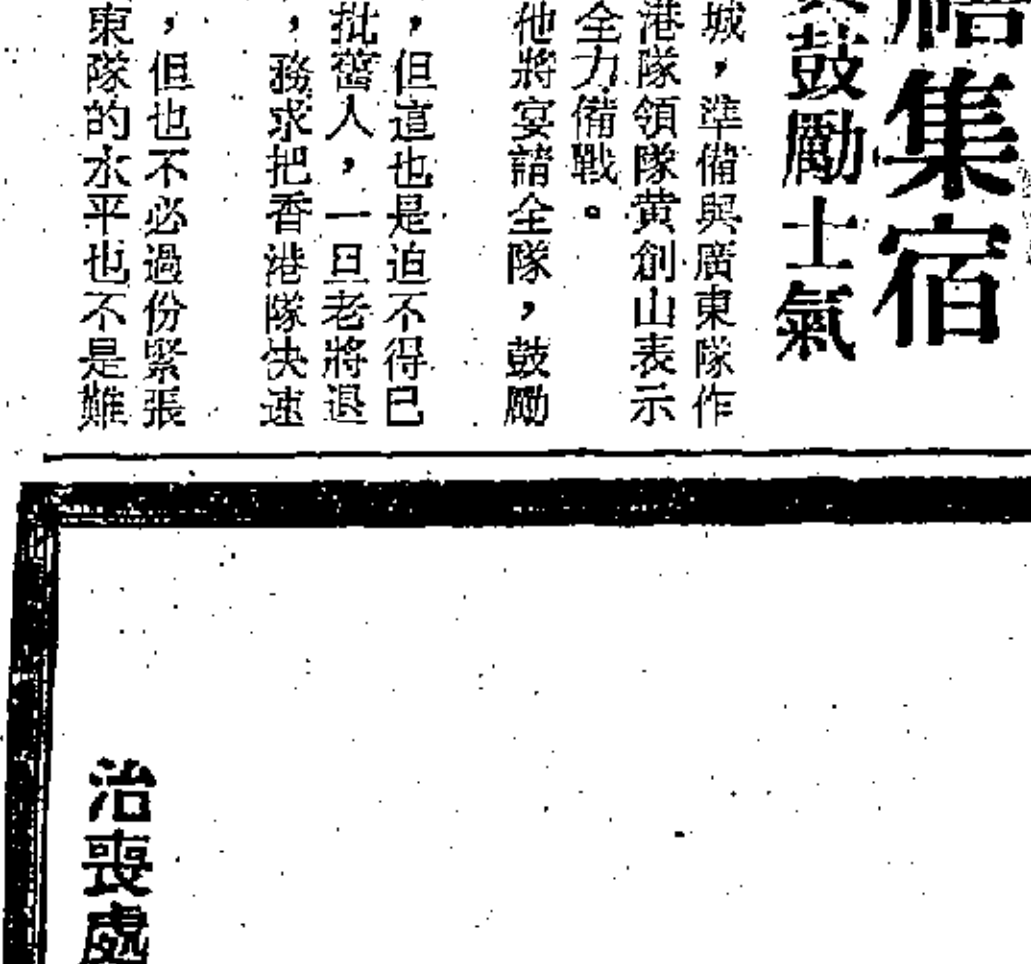 集宿
鼓勵士氣
城，準備與廣東隊作
港隊領隊黄創山表示
全力備戰。
他將宴請全隊，鼓勵
，但這也是迫不得已
批舊人，一旦老將退
，務求把香港隊快速
，但也不必過份緊張
東隊的水平也不是難
治喪處